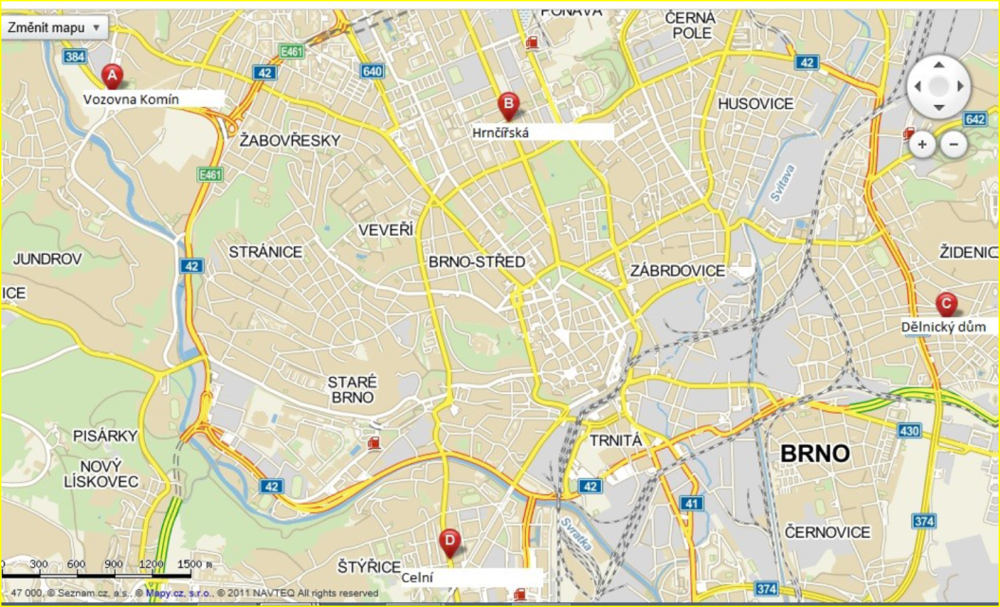 PONAVA
ČERNÁ
POLE
Změnit mapu
E461
384
42
640
42
A
Vozovna Komín
B
Hrnčířská
HUSOVICE
642
+
−
ŽABOVŘESKY
E461
Svitava
VEVEŘÍ
JUNDROV
STRÁNICE
BRNO-STŘED
ZÁBRDOVICE
ŽIDENIC
42
ICE
C
Dělnický dům
STARÉ
BRNO
PISÁRKY
TRNITÁ
430
BRNO
NOVÝ
LÍSKOVEC
42
42
41
374
Svratka
ČERNOVICE
D
ŠTÝŘICE
Celní
0 300 600 900 1200 1500 m
374
47 000, © Seznam.cz, a.s., © Mapy.cz, s.r.o., © 2011 NAVTEQ All rights reserved